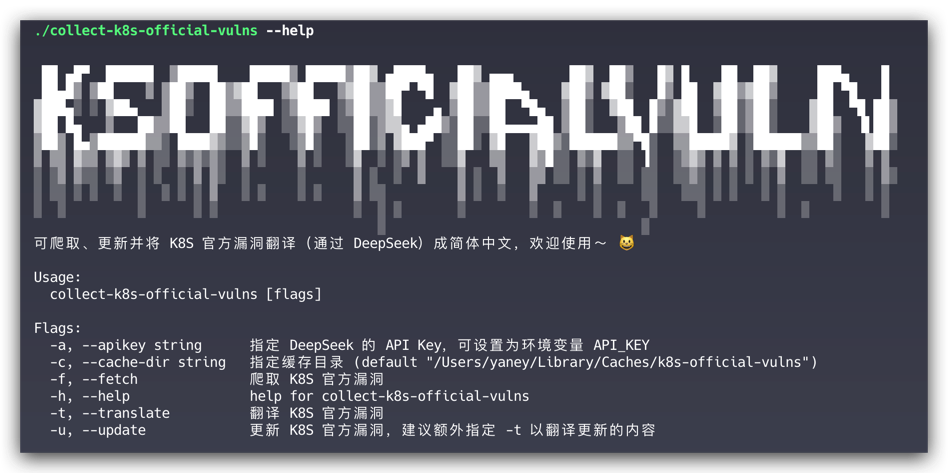 ./collect-k8s-official-vulns --help
KSOFFICIALVULN
可爬取、更新并将 K8S 官方漏洞翻译（通过 DeepSeek）成简体中文，欢迎使用～ 😺
Usage:
collect-k8s-official-vulns [flags]
Flags:
-a, --apikey string 指定 DeepSeek 的 API Key，可设置为环境变量 API_KEY
-c, --cache-dir string 指定缓存目录 (default "/Users/yaney/Library/Caches/k8s-official-vulns")
-f, --fetch 爬取 K8S 官方漏洞
-h, --help help for collect-k8s-official-vulns
-t, --translate 翻译 K8S 官方漏洞
-u, --update 更新 K8S 官方漏洞，建议额外指定 -t 以翻译更新的内容